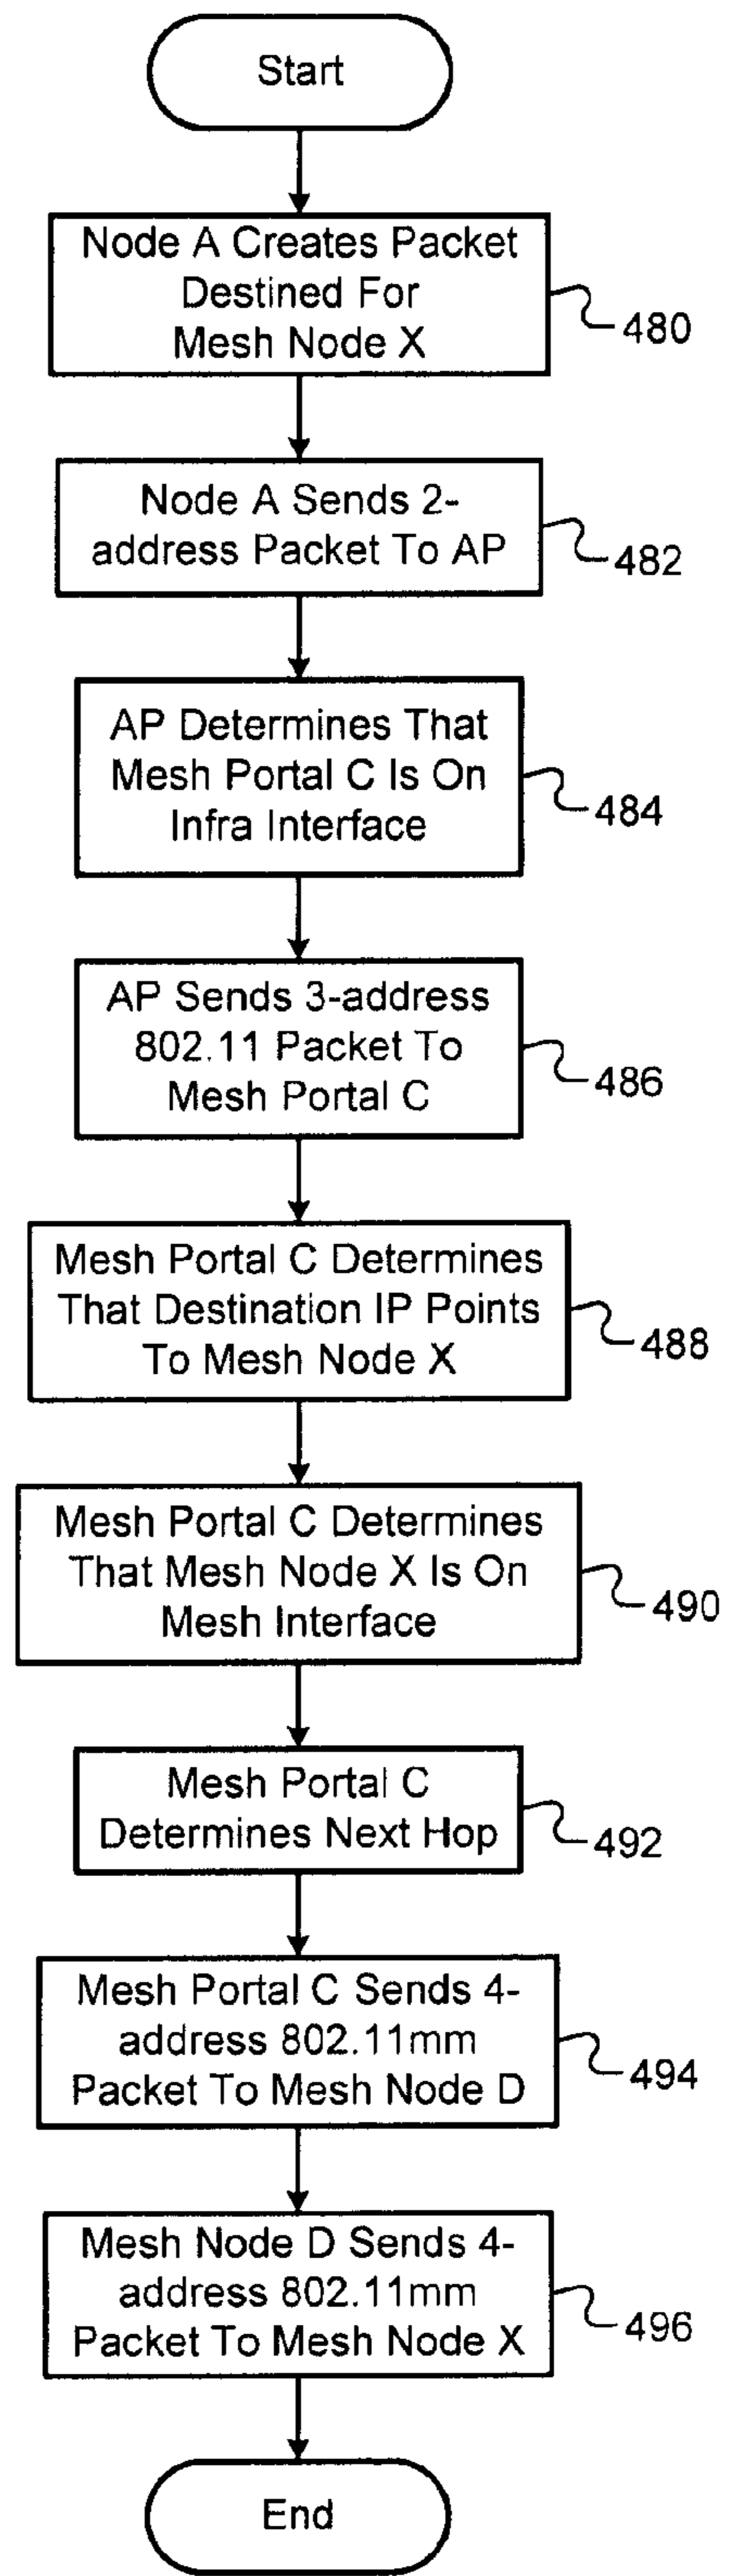 Start
Node A Creates Packet
Destined For
Mesh Node X
480
Node A Sends 2-
address Packet To AP
482
AP Determines That
Mesh Portal C Is On
Infra Interface
484
AP Sends 3-address
802.11 Packet To
Mesh Portal C
486
Mesh Portal C Determines
That Destination IP Points
To Mesh Node X
488
Mesh Portal C Determines
That Mesh Node X Is On
Mesh Interface
490
Mesh Portal C
Determines Next Hop
492
Mesh Portal C Sends 4-
address 802.11mm
Packet To Mesh Node D
494
Mesh Node D Sends 4-
address 802.11mm
Packet To Mesh Node X
496
End